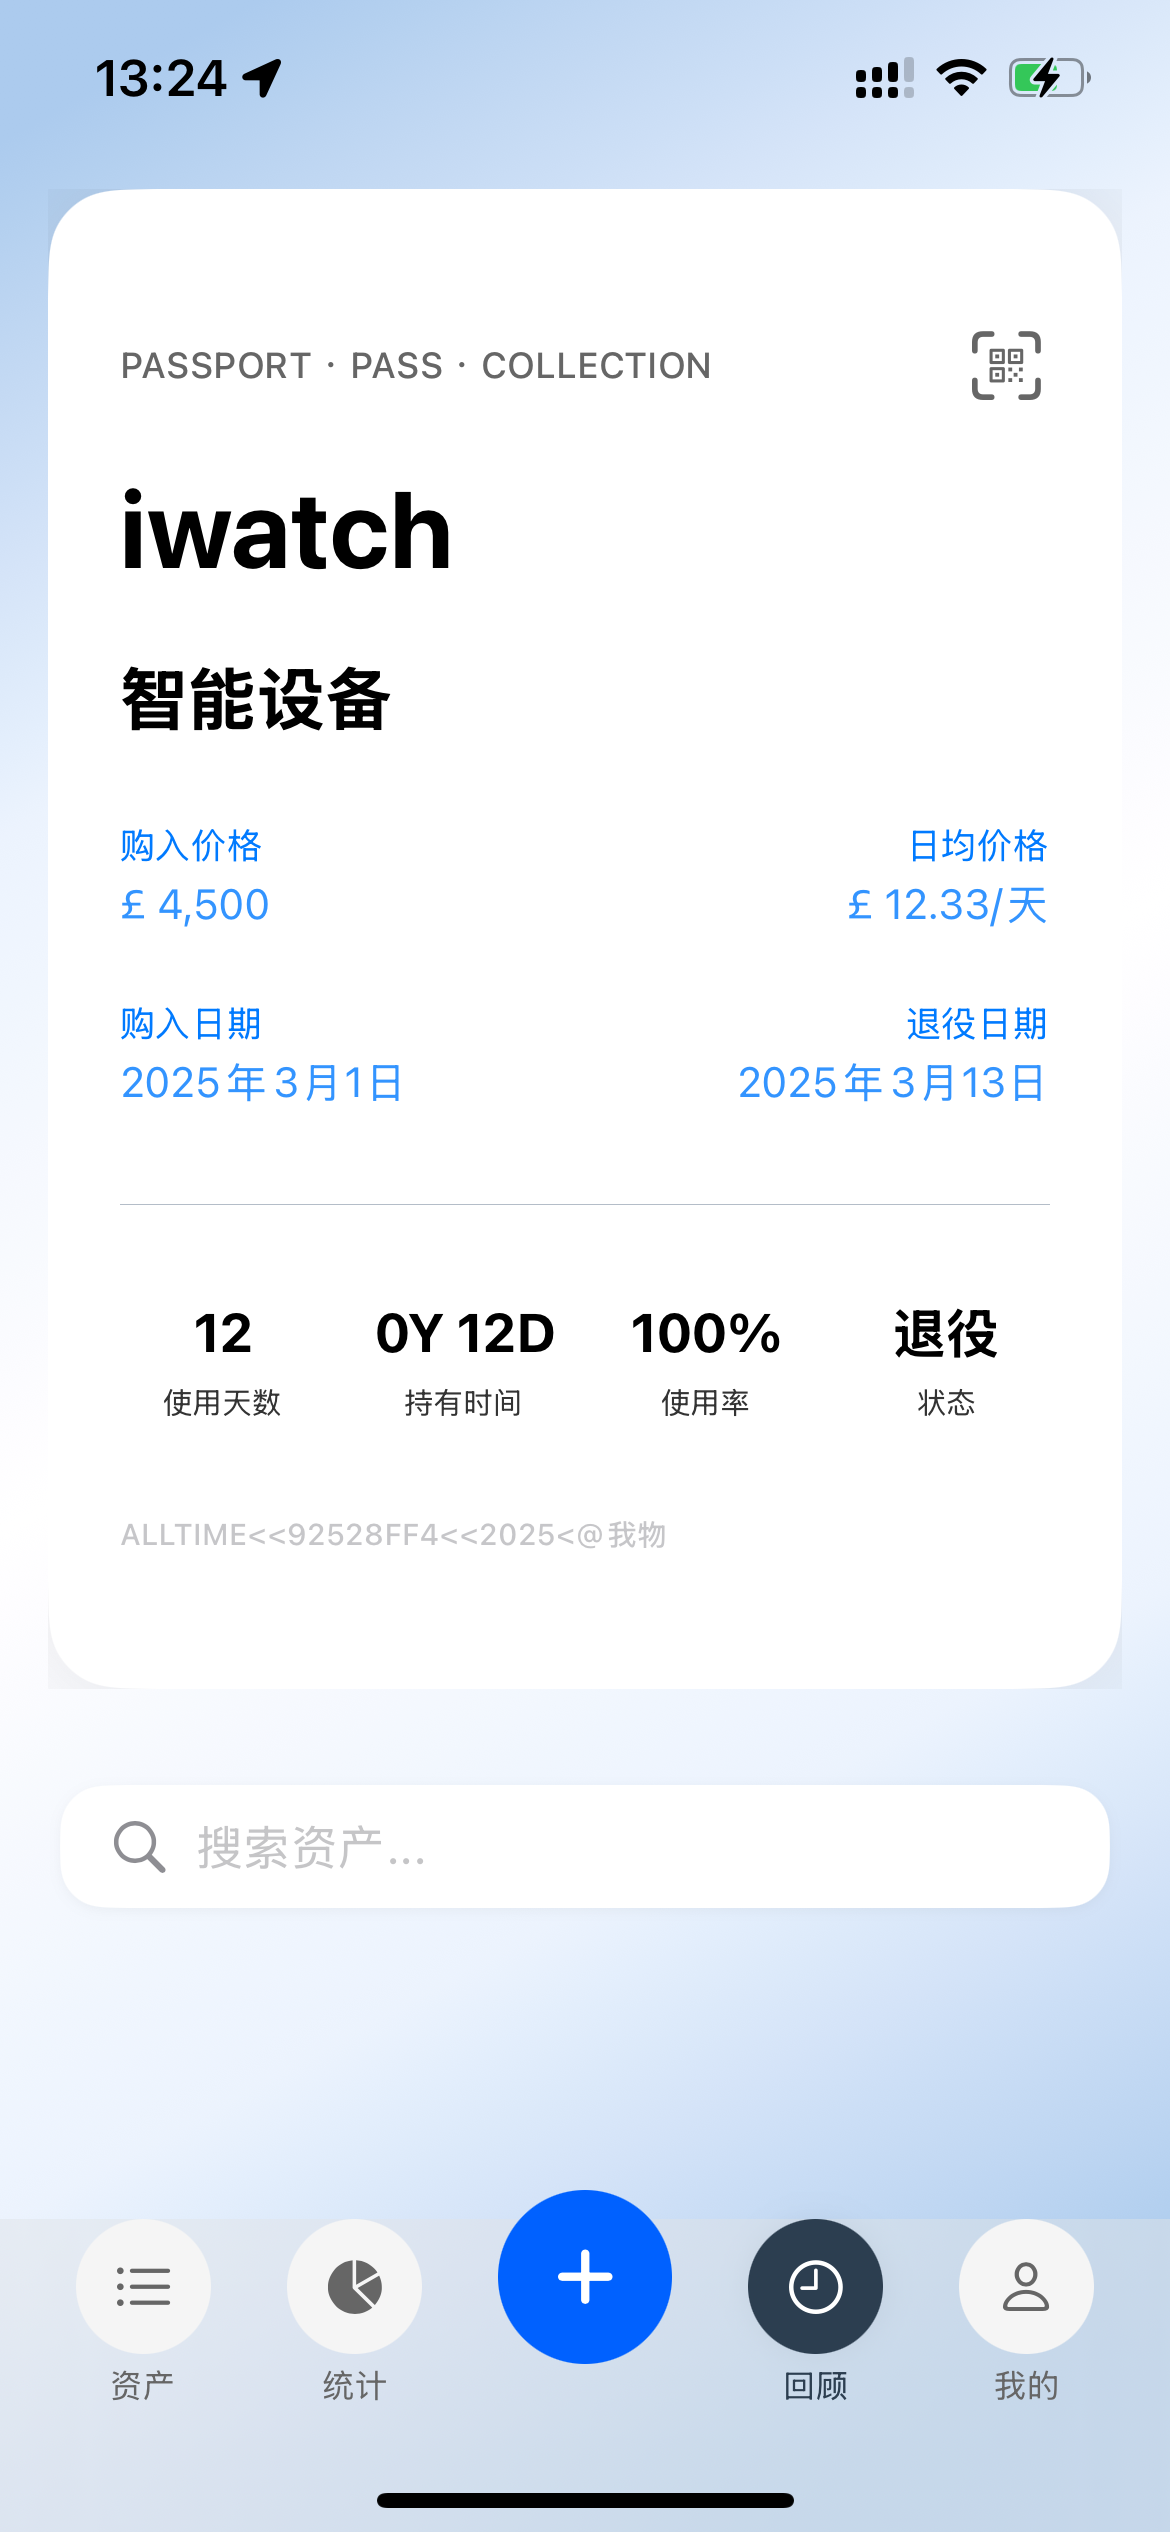 13:24
PASSPORT · PASS · COLLECTION
iwatch
智能设备
购入价格 日均价格
£ 4,500 £ 12.33/天
购入日期 退役日期
2025年3月1日 2025年3月13日
12 0Y 12D 100% 退役
使用天数 持有时间 使用率 状态
ALLTIME<<92528FF4<<2025<@我物
搜索资产...
资产 统计 回顾 我的